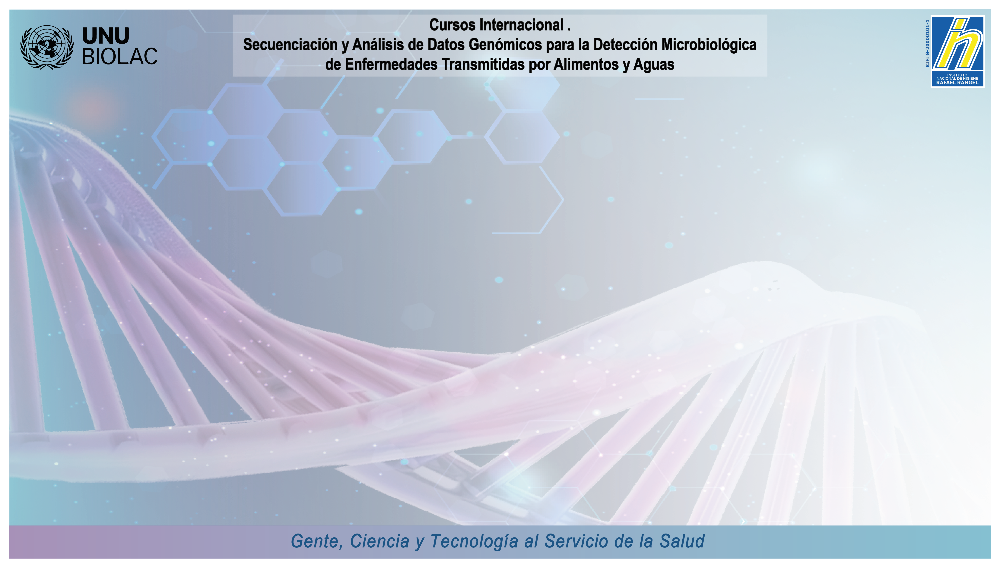 UNU
BIOLAC
Cursos Internacional .
Secuenciación y Análisis de Datos Genómicos para la Detección Microbiológica
de Enfermedades Transmitidas por Alimentos y Aguas
RIF: G-20000101-1
INSTITUTO
NACIONAL DE HIGIENE
RAFAEL RANGEL
Gente, Ciencia y Tecnología al Servicio de la Salud